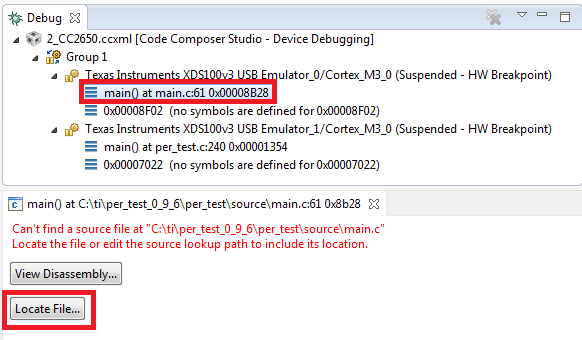 Debug
2_CC2650.ccxml [Code Composer Studio - Device Debugging]
Group 1
Texas Instruments XDS100v3 USB Emulator_0/Cortex_M3_0 (Suspended - HW Breakpoint)
main() at main.c:61 0x00008B28
0x00008F02 (no symbols are defined for 0x00008F02)
Texas Instruments XDS100v3 USB Emulator_1/Cortex_M3_0 (Suspended - HW Breakpoint)
main() at per_test.c:240 0x00001354
0x00007022 (no symbols are defined for 0x00007022)
main() at C:\ti\per_test_0_9_6\per_test\source\main.c:61 0x8b28
Can't find a source file at "C:\ti\per_test_0_9_6\per_test\source\main.c"
Locate the file or edit the source lookup path to include its location.
View Disassembly...
Locate File...